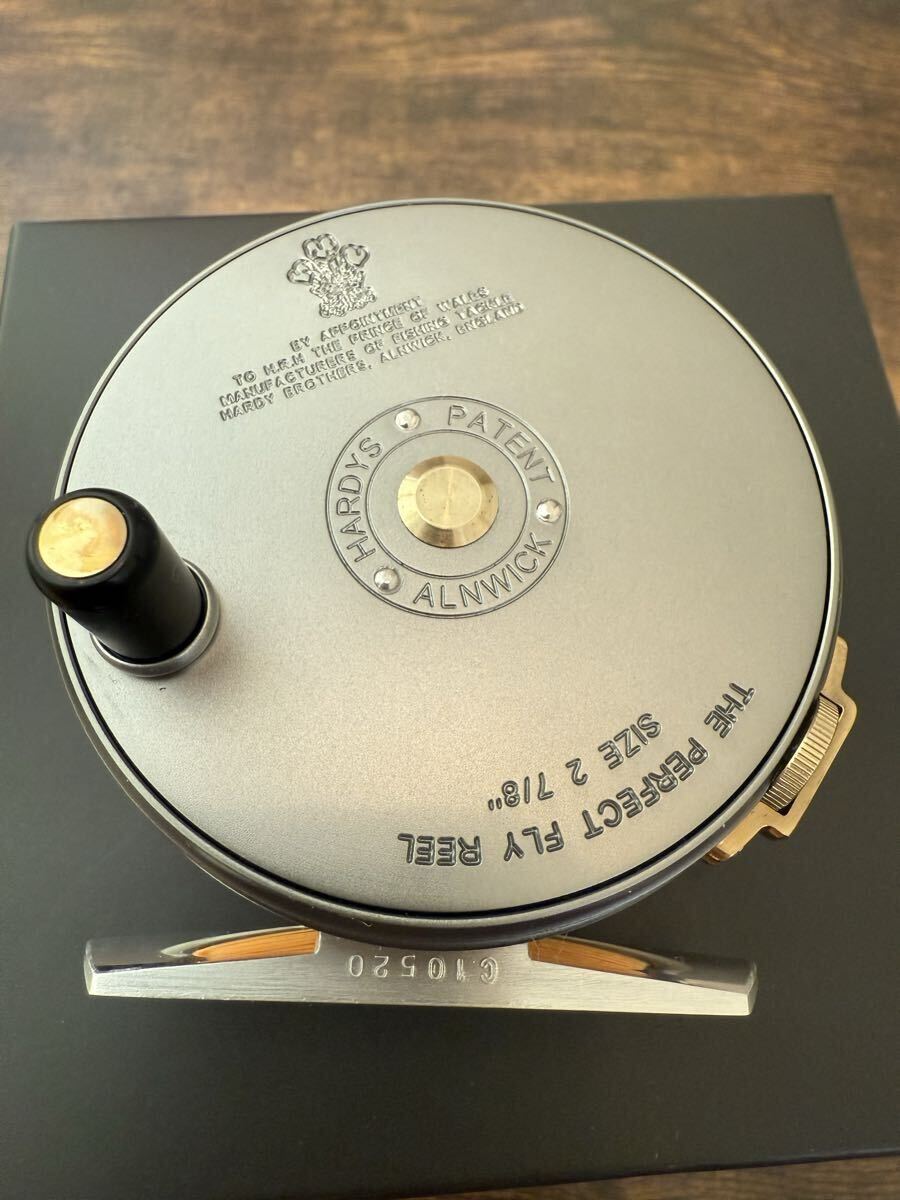 BY APPOINTMENT
TO H.R.H THE PRINCE OF WALES
MANUFACTURERS OF FISHING TACKLE
HARDY BROTHERS. ALNWICK. ENGLAND
HARDYS PATENT
ALNWICK
THE PERFECT FLY REEL
SIZE 2 7/8"
C.10520